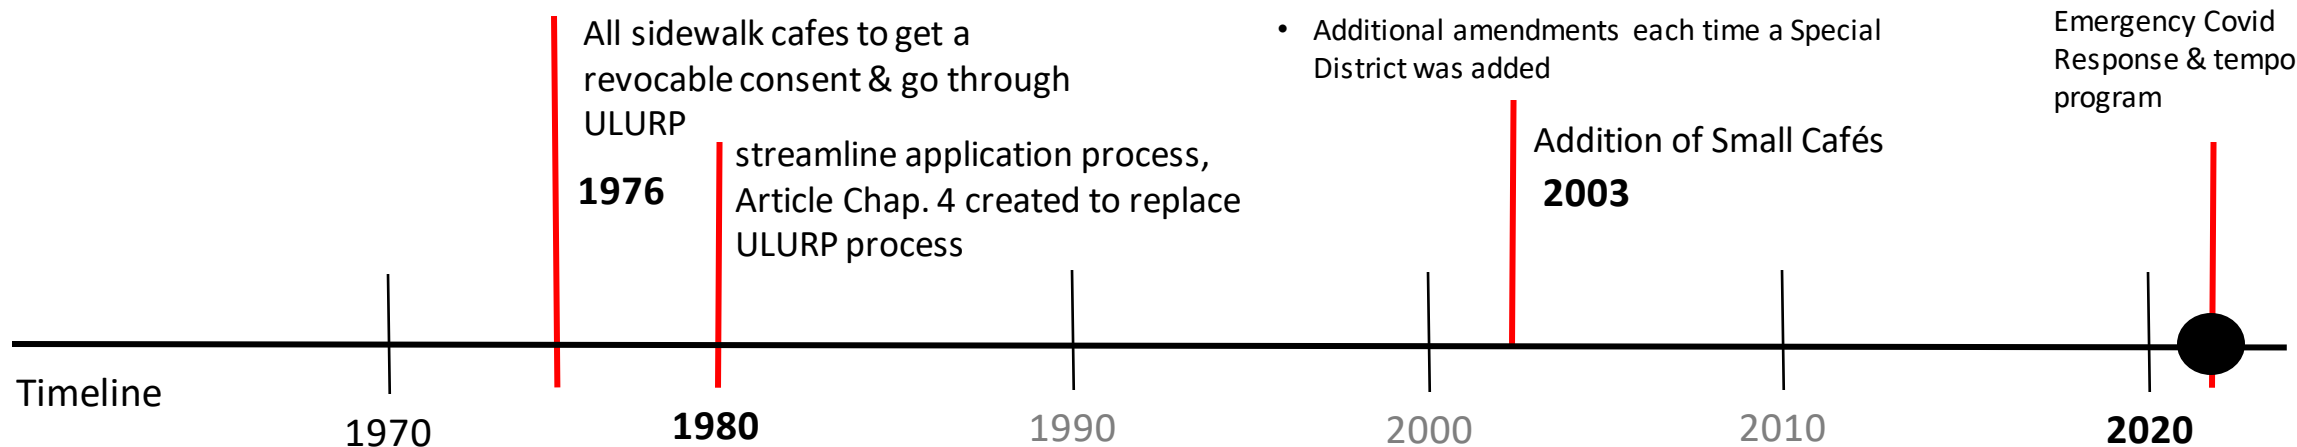 All sidewalk cafes to get a
revocable consent & go through
ULURP
1976
streamline application process,
Article Chap. 4 created to replace
ULURP process
• Additional amendments each time a Special
District was added
Addition of Small Cafés
2003
Emergency Covid
Response & tempo
program
Timeline
1970
1980
1990
2000
2010
2020